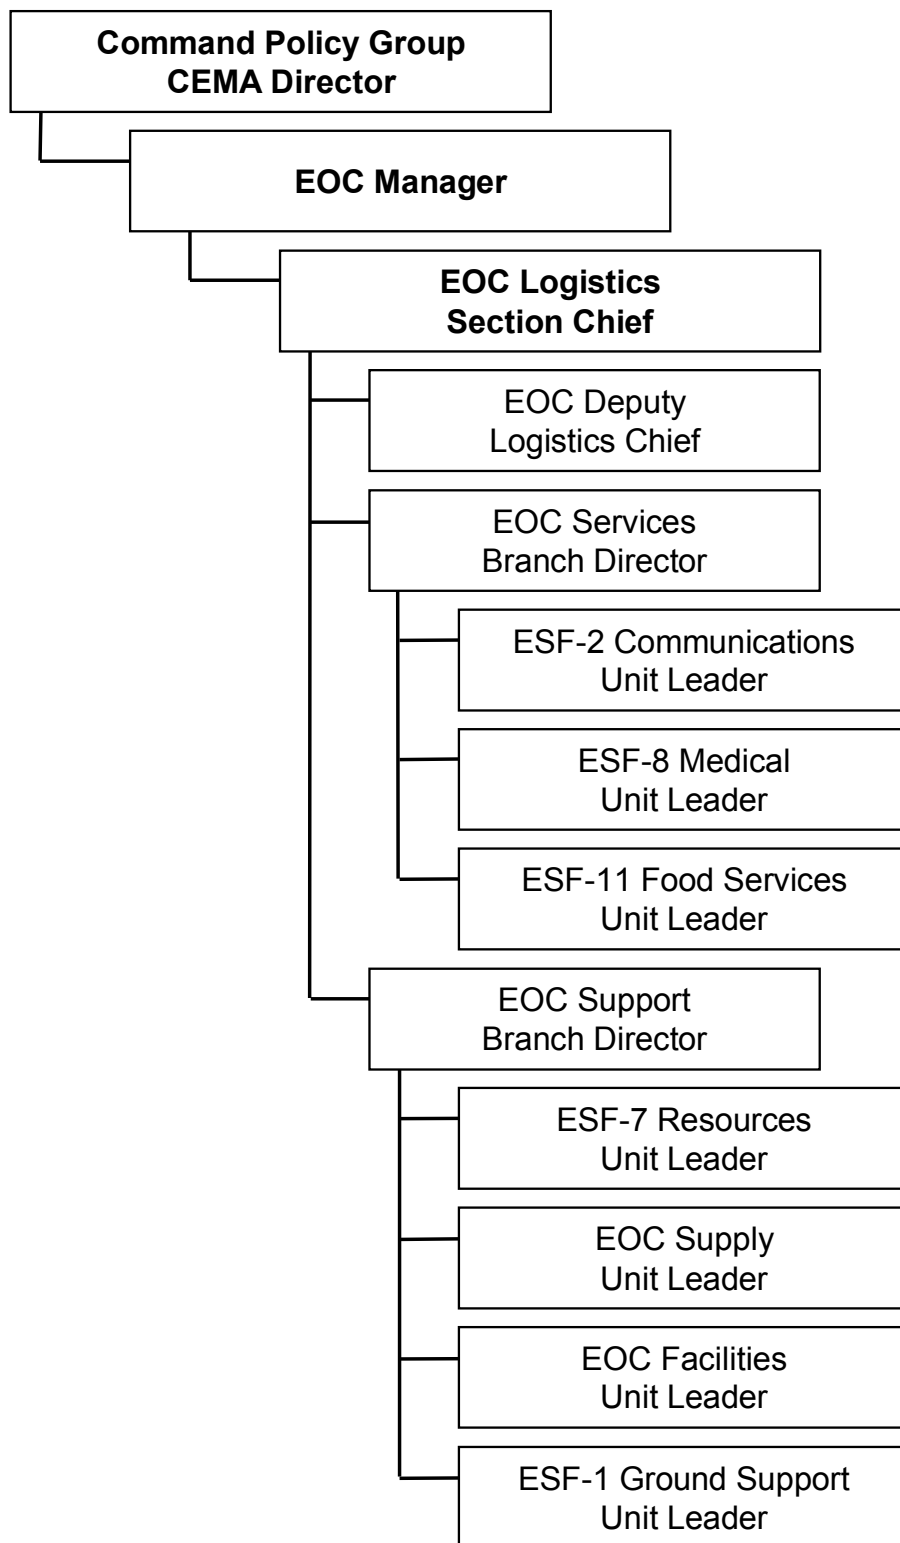 Command Policy Group
CEMA Director
EOC Manager
EOC Logistics
Section Chief
EOC Deputy
Logistics Chief
EOC Services
Branch Director
ESF-2 Communications
Unit Leader
ESF-8 Medical
Unit Leader
ESF-11 Food Services
Unit Leader
EOC Support
Branch Director
ESF-7 Resources
Unit Leader
EOC Supply
Unit Leader
EOC Facilities
Unit Leader
ESF-1 Ground Support
Unit Leader